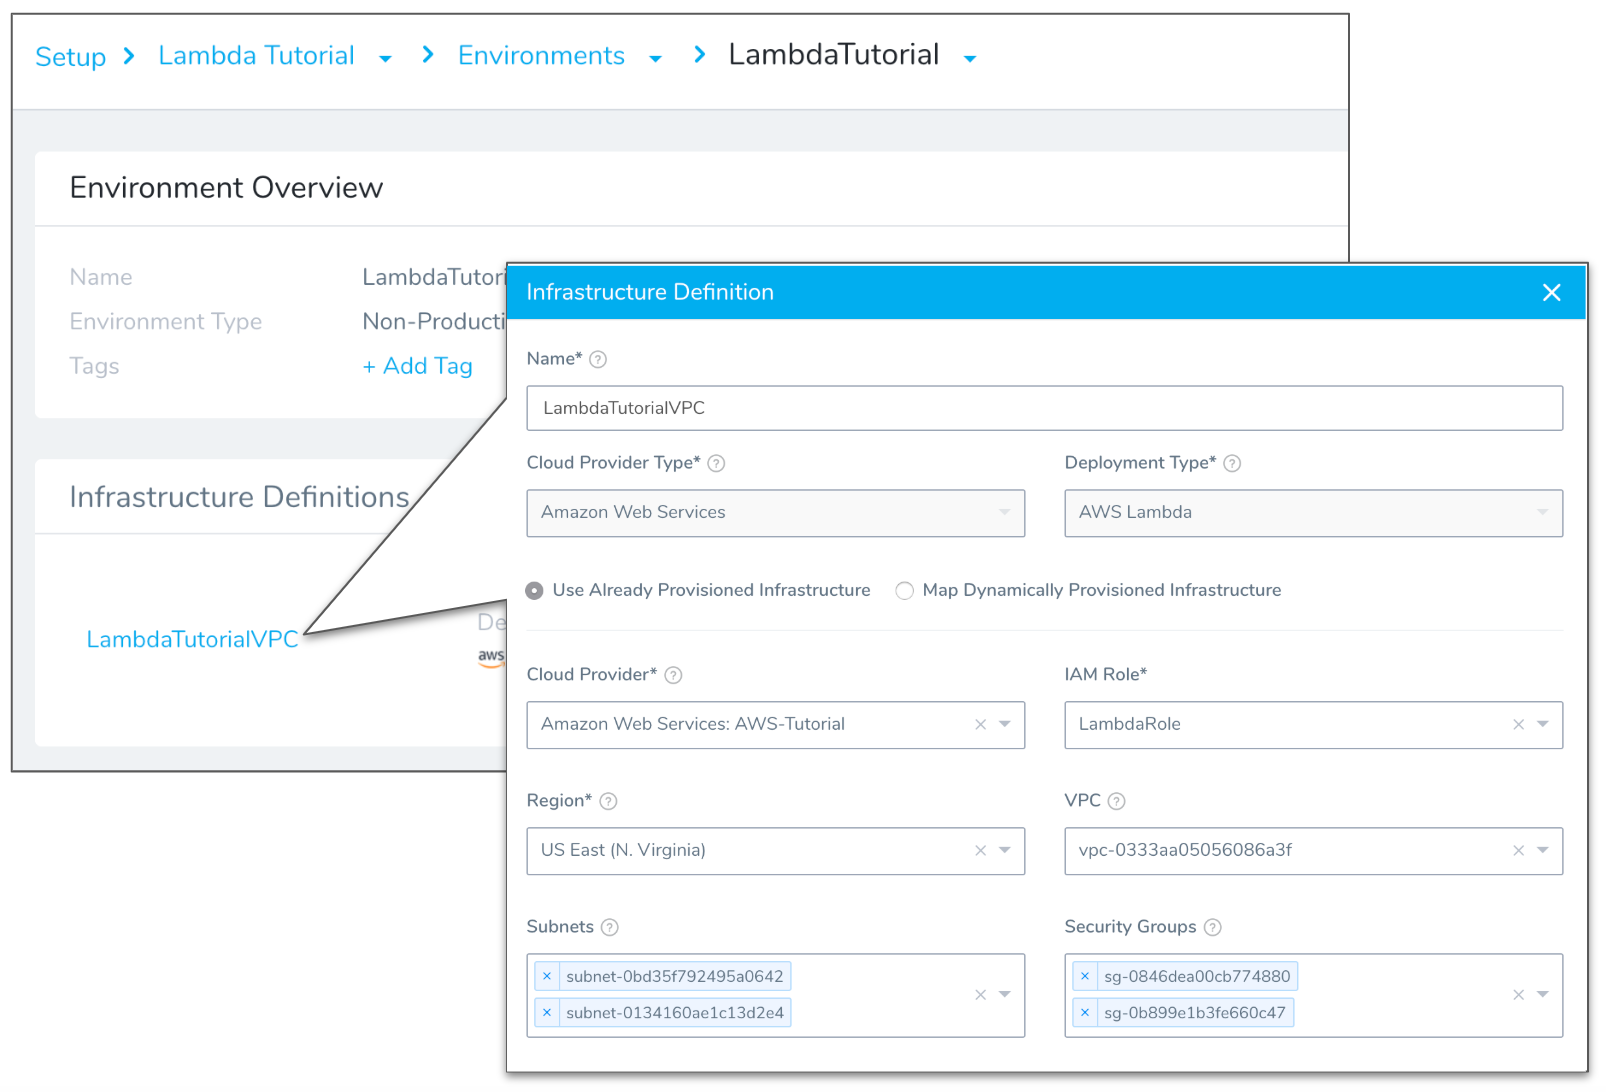 Setup > Lambda Tutorial > Environments > LambdaTutorial
Environment Overview
Name LambdaTutori
Environment Type Non-Producti
Tags + Add Tag
Infrastructure Definitions
LambdaTutorialVPC
De
aws
Infrastructure Definition
Name* ?
LambdaTutorialVPC
Cloud Provider Type* ? Deployment Type* ?
Amazon Web Services AWS Lambda
Use Already Provisioned Infrastructure Map Dynamically Provisioned Infrastructure
Cloud Provider* ? IAM Role*
Amazon Web Services: AWS-Tutorial LambdaRole
Region* ? VPC ?
US East (N. Virginia) vpc-0333aa05056086a3f
Subnets ? Security Groups ?
subnet-0bd35f792495a0642 sg-0846dea00cb774880
subnet-0134160ae1c13d2e4 sg-0b899e1b3fe660c47